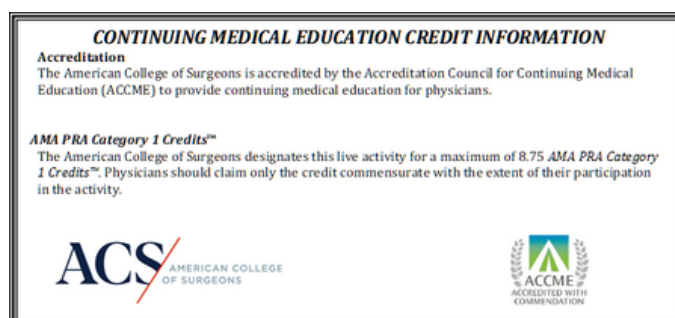 CONTINUING MEDICAL EDUCATION CREDIT INFORMATION
Accreditation
The American College of Surgeons is accredited by the Accreditation Council for Continuing Medical
Education (ACCME) to provide continuing medical education for physicians.
AMA PRA Category 1 Credits™
The American College of Surgeons designates this live activity for a maximum of 8.75 AMA PRA Category
1 Credits™. Physicians should claim only the credit commensurate with the extent of their participation
in the activity.
ACS
AMERICAN COLLEGE
OF SURGEONS
ACCME
ACCREDITED WITH
COMMENDATION